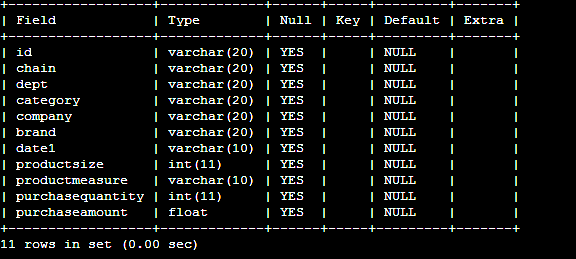 +-----------------+-------------+------+-----+---------+-------+
| Field           | Type        | Null | Key | Default | Extra |
+-----------------+-------------+------+-----+---------+-------+
| id              | varchar(20) | YES  |     | NULL    |       |
| chain           | varchar(20) | YES  |     | NULL    |       |
| dept            | varchar(20) | YES  |     | NULL    |       |
| category        | varchar(20) | YES  |     | NULL    |       |
| company         | varchar(20) | YES  |     | NULL    |       |
| brand           | varchar(20) | YES  |     | NULL    |       |
| date1           | varchar(10) | YES  |     | NULL    |       |
| productsize     | int(11)     | YES  |     | NULL    |       |
| productmeasure  | varchar(10) | YES  |     | NULL    |       |
| purchasequantity | int(11)     | YES  |     | NULL    |       |
| purchaseamount  | float       | YES  |     | NULL    |       |
+-----------------+-------------+------+-----+---------+-------+
11 rows in set (0.00 sec)